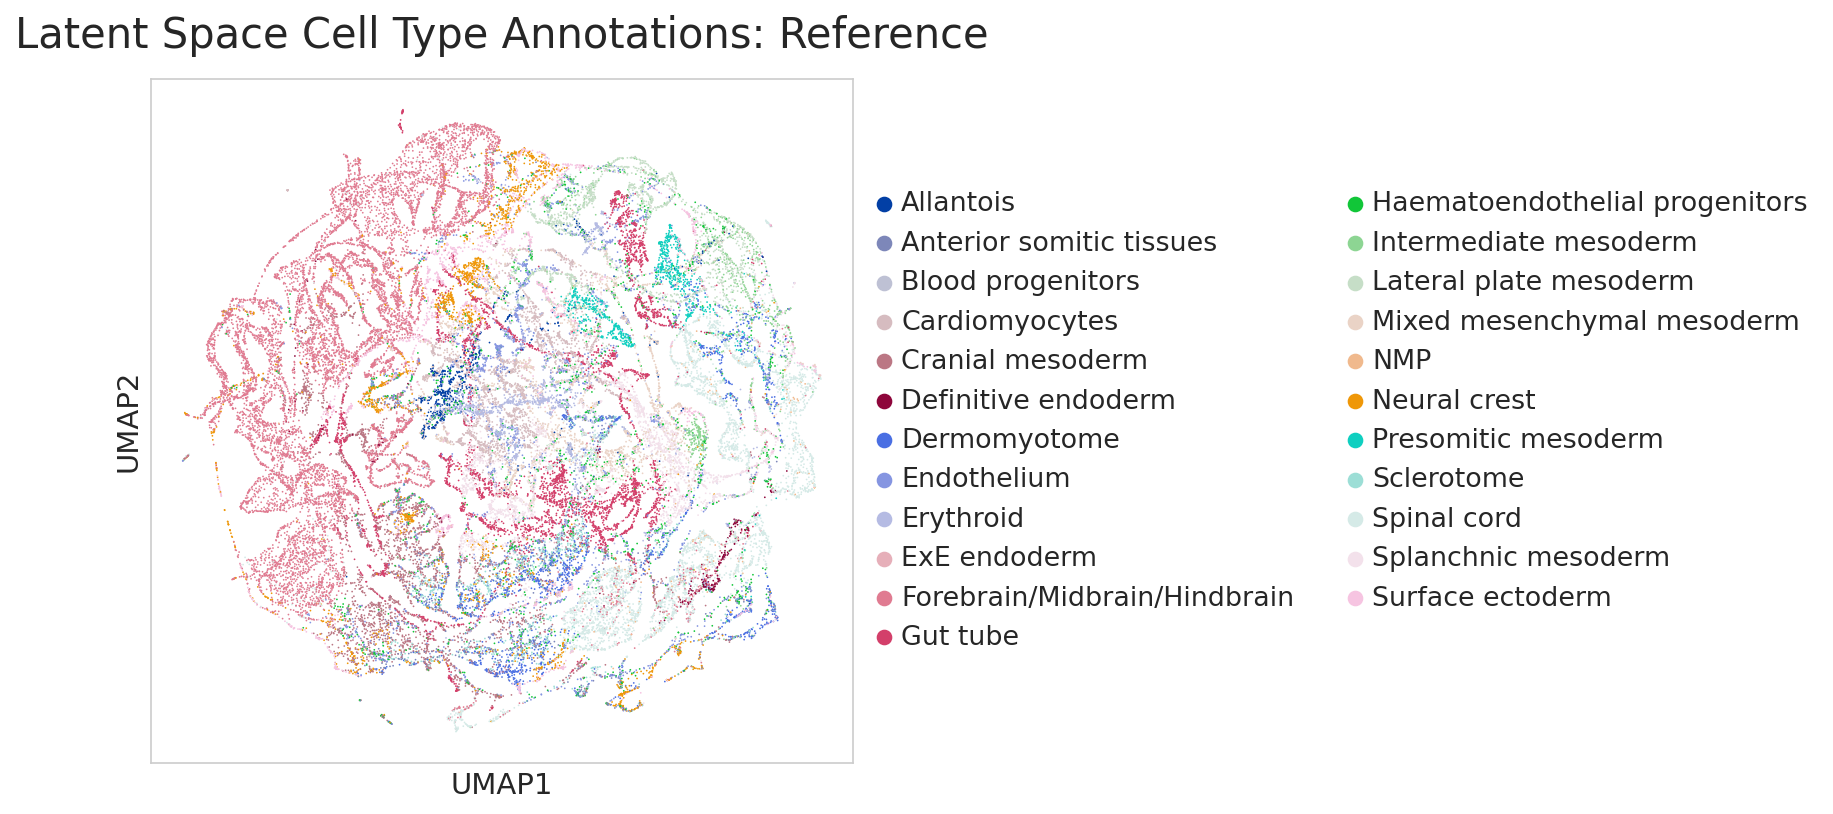 Latent Space Cell Type Annotations: Reference
UMAP2
UMAP1
Allantois
Anterior somitic tissues
Blood progenitors
Cardiomyocytes
Cranial mesoderm
Definitive endoderm
Dermomyotome
Endothelium
Erythroid
ExE endoderm
Forebrain/Midbrain/Hindbrain
Gut tube
Haematoendothelial progenitors
Intermediate mesoderm
Lateral plate mesoderm
Mixed mesenchymal mesoderm
NMP
Neural crest
Presomitic mesoderm
Sclerotome
Spinal cord
Splanchnic mesoderm
Surface ectoderm